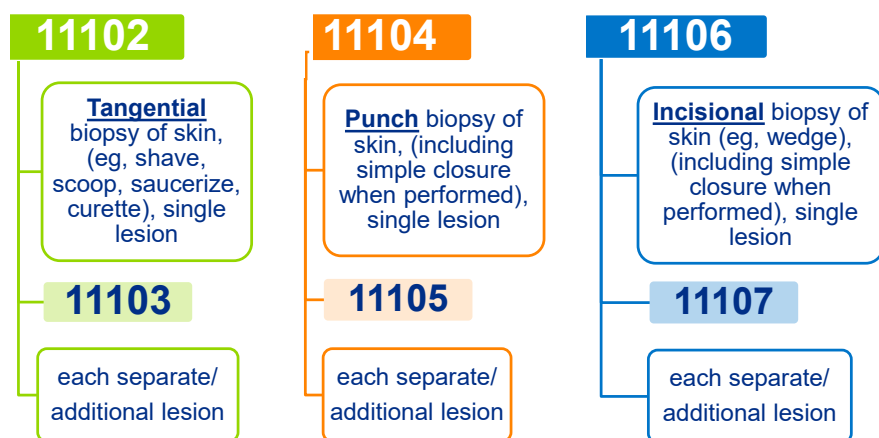 11102
Tangential
biopsy of skin,
(eg, shave,
scoop, saucerize,
curette), single
lesion
11103
each separate/
additional lesion
11104
Punch biopsy of
skin, (including
simple closure
when performed),
single lesion
11105
each separate/
additional lesion
11106
Incisional biopsy of
skin (eg, wedge),
(including simple
closure when
performed), single
lesion
11107
each separate/
additional lesion